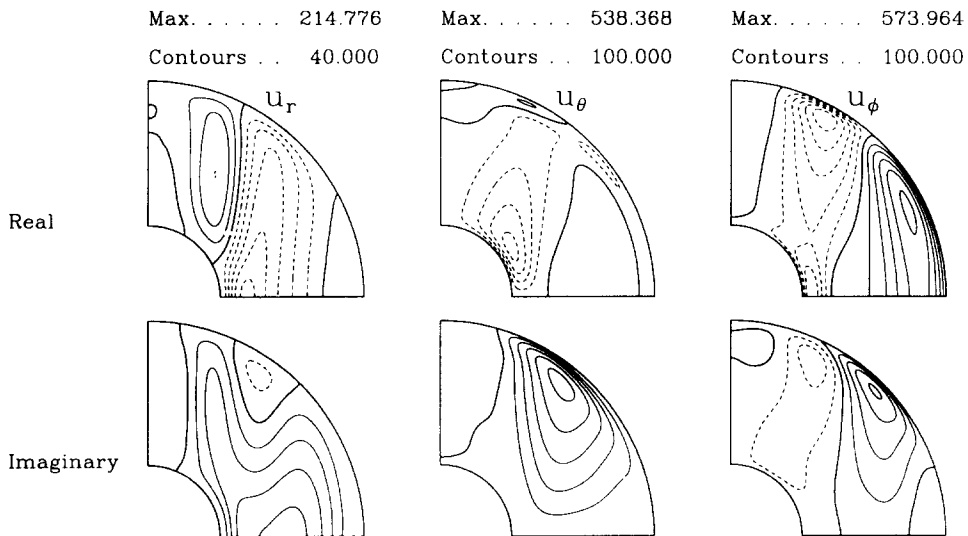 Max. . . . . . . 214.776 Max. . . . . . . 538.368 Max. . . . . . . 573.964
Contours . . 40.000 Contours . . 100.000 Contours . . 100.000
u_r u_θ u_ϕ
Real
Imaginary